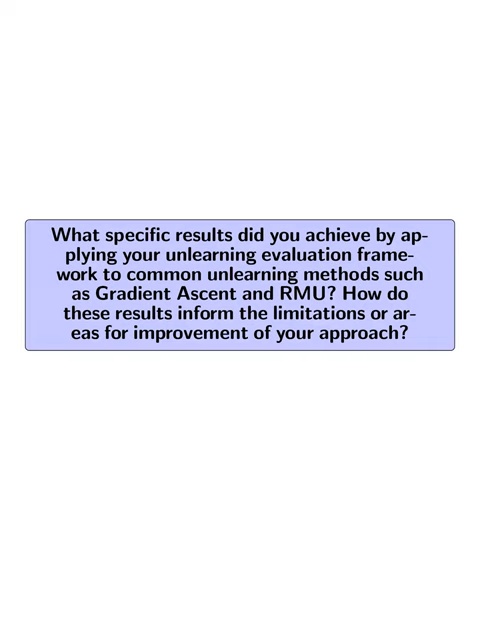 What specific results did you achieve by ap-
plying your unlearning evaluation frame-
work to common unlearning methods such
as Gradient Ascent and RMU? How do
these results inform the limitations or ar-
eas for improvement of your approach?